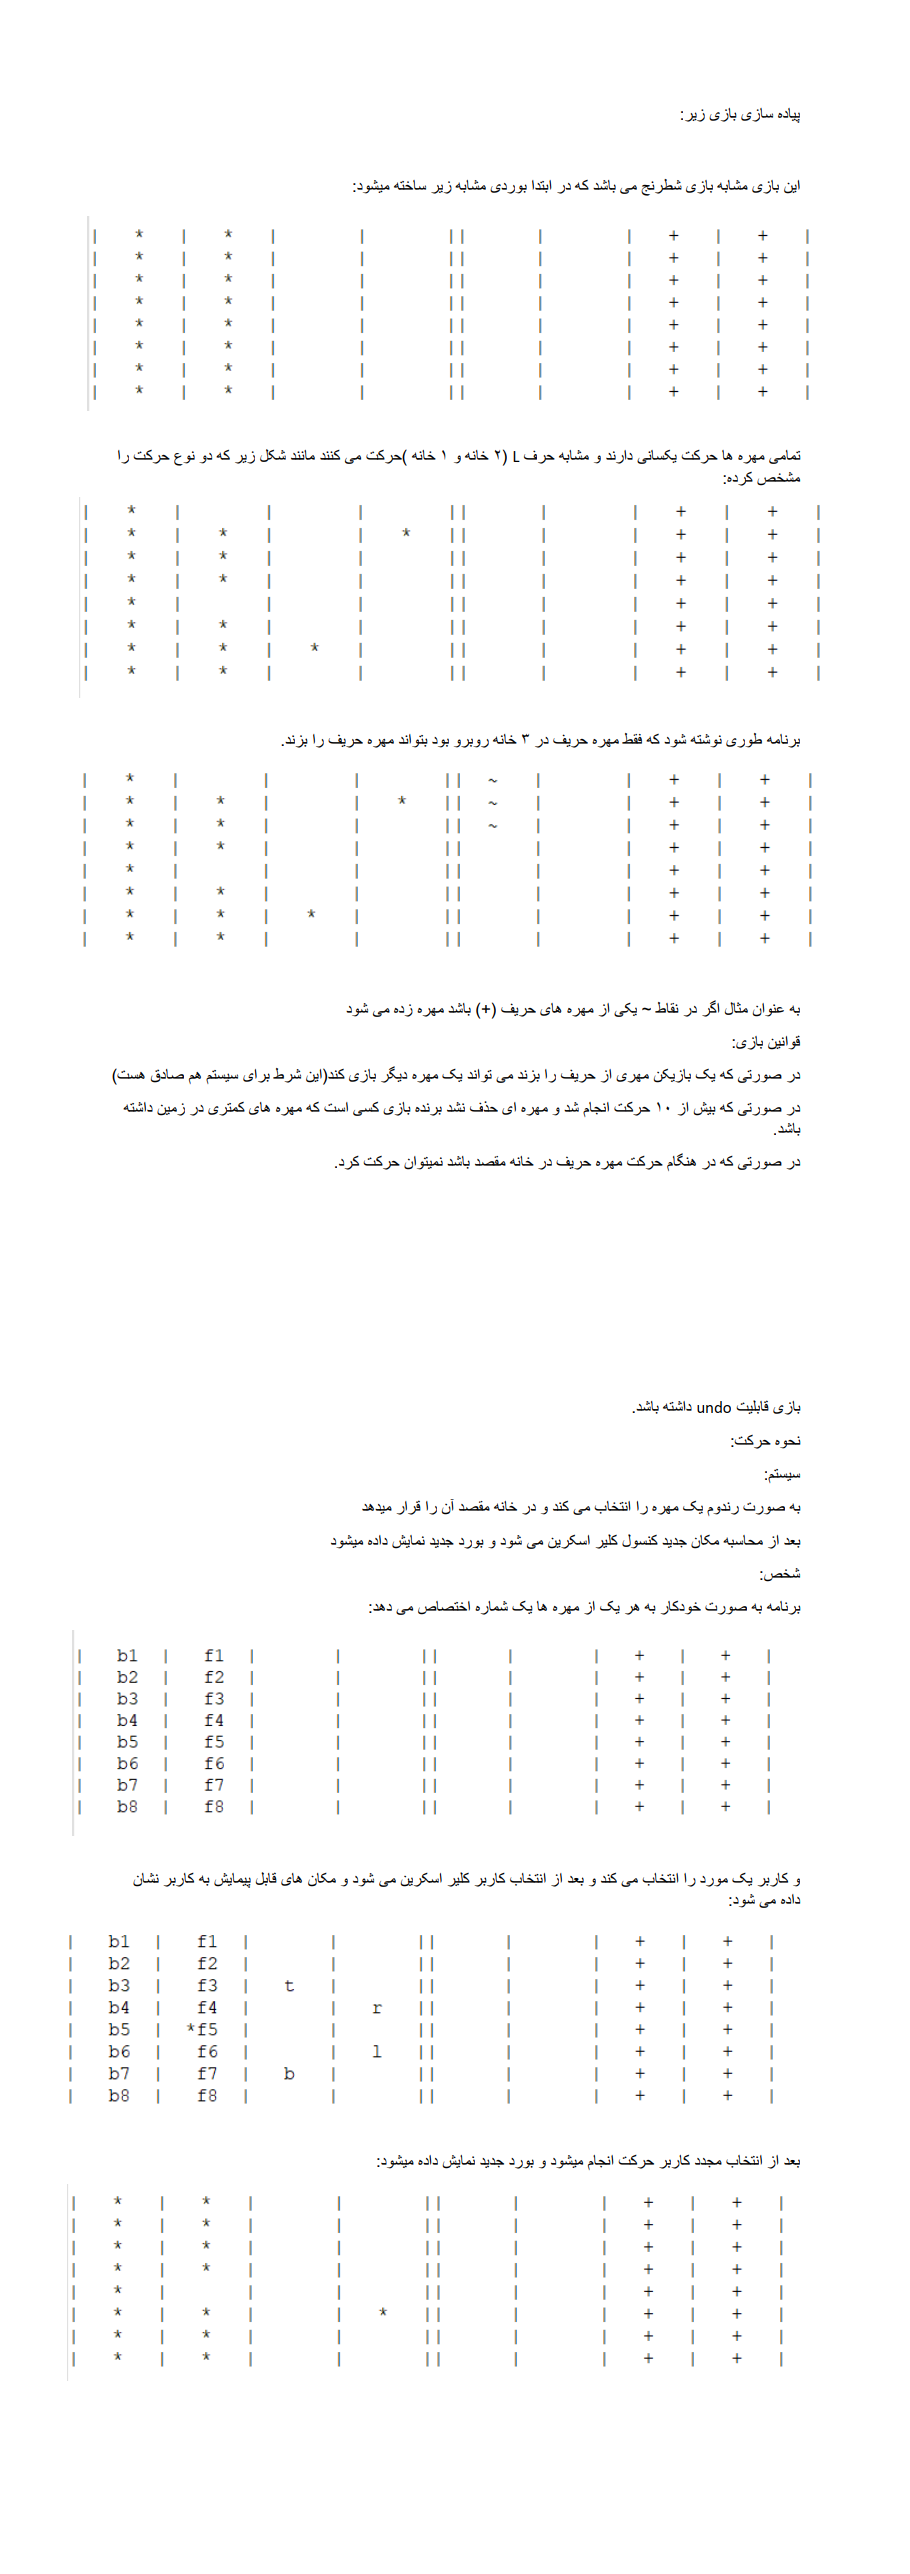 پیاده سازی بازی زیر:
این بازی مشابه بازی شطرنج می باشد که در ابتدا بوردی مشابه زیر ساخته میشود:
| * | * | | || | | + | + |
| * | * | | || | | + | + |
| * | * | | || | | + | + |
| * | * | | || | | + | + |
| * | * | | || | | + | + |
| * | * | | || | | + | + |
| * | * | | || | | + | + |
| * | * | | || | | + | + |
تمامی مهره ها حرکت یکسانی دارند و مشابه حرف L (۲ خانه و ۱ خانه )حرکت می کنند مانند شکل زیر که دو نوع حرکت را
مشخص کرده:
| * | | | || | | + | + |
| * | * | | * || | | + | + |
| * | * | | || | | + | + |
| * | * | | || | | + | + |
| * | | | || | | + | + |
| * | * | | || | | + | + |
| * | * | * | || | | + | + |
| * | * | | || | | + | + |
برنامه طوری نوشته شود که فقط مهره حریف در ۳ خانه روبرو بود بتواند مهره حریف را بزند.
| * | | | || ~ | | + | + |
| * | * | | * || ~ | | + | + |
| * | * | | || ~ | | + | + |
| * | * | | || | | + | + |
| * | | | || | | + | + |
| * | * | | || | | + | + |
| * | * | * | || | | + | + |
| * | * | | || | | + | + |
به عنوان مثال اگر در نقاط ~ یکی از مهره های حریف (+) باشد مهره زده می شود
قوانین بازی:
در صورتی که یک بازیکن مهری از حریف را بزند می تواند یک مهره دیگر بازی کند(این شرط برای سیستم هم صادق هست)
در صورتی که بیش از ۱۰ حرکت انجام شد و مهره ای حذف نشد برنده بازی کسی است که مهره های کمتری در زمین داشته
باشد.
در صورتی که در هنگام حرکت مهره حریف در خانه مقصد باشد نمیتوان حرکت کرد.
بازی قابلیت undo داشته باشد.
نحوه حرکت:
سیستم:
به صورت رندوم یک مهره را انتخاب می کند و در خانه مقصد آن را قرار میدهد
بعد از محاسبه مکان جدید کنسول کلیر اسکرین می شود و بورد جدید نمایش داده میشود
شخص:
برنامه به صورت خودکار به هر یک از مهره ها یک شماره اختصاص می دهد:
| b1 | f1 | | || | | + | + |
| b2 | f2 | | || | | + | + |
| b3 | f3 | | || | | + | + |
| b4 | f4 | | || | | + | + |
| b5 | f5 | | || | | + | + |
| b6 | f6 | | || | | + | + |
| b7 | f7 | | || | | + | + |
| b8 | f8 | | || | | + | + |
و کاربر یک مورد را انتخاب می کند و بعد از انتخاب کاربر کلیر اسکرین می شود و مکان های قابل پیمایش به کاربر نشان
داده می شود:
| b1 | f1 | | || | | + | + |
| b2 | f2 | | || | | + | + |
| b3 | f3 | t | || | | + | + |
| b4 | f4 | | r || | | + | + |
| b5 | *f5 | | || | | + | + |
| b6 | f6 | | l || | | + | + |
| b7 | f7 | b | || | | + | + |
| b8 | f8 | | || | | + | + |
بعد از انتخاب مجدد کاربر حرکت انجام میشود و بورد جدید نمایش داده میشود:
| * | * | | || | | + | + |
| * | * | | || | | + | + |
| * | * | | || | | + | + |
| * | * | | || | | + | + |
| * | | | || | | + | + |
| * | * | | * || | | + | + |
| * | * | | || | | + | + |
| * | * | | || | | + | + |